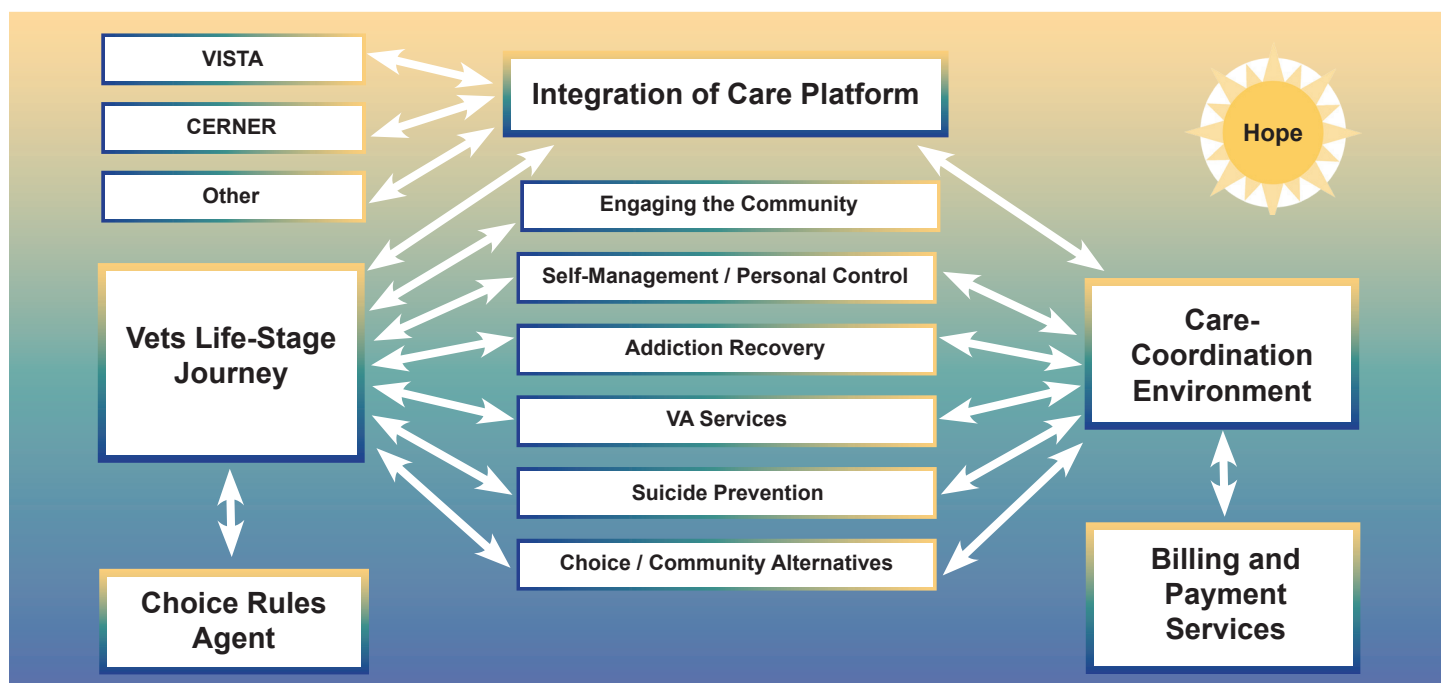 VISTA
CERNER
Other
Integration of Care Platform
Hope
Engaging the Community
Self-Management / Personal Control
Addiction Recovery
VA Services
Suicide Prevention
Choice / Community Alternatives
Vets Life-Stage
Journey
Care-
Coordination
Environment
Choice Rules
Agent
Billing and
Payment
Services